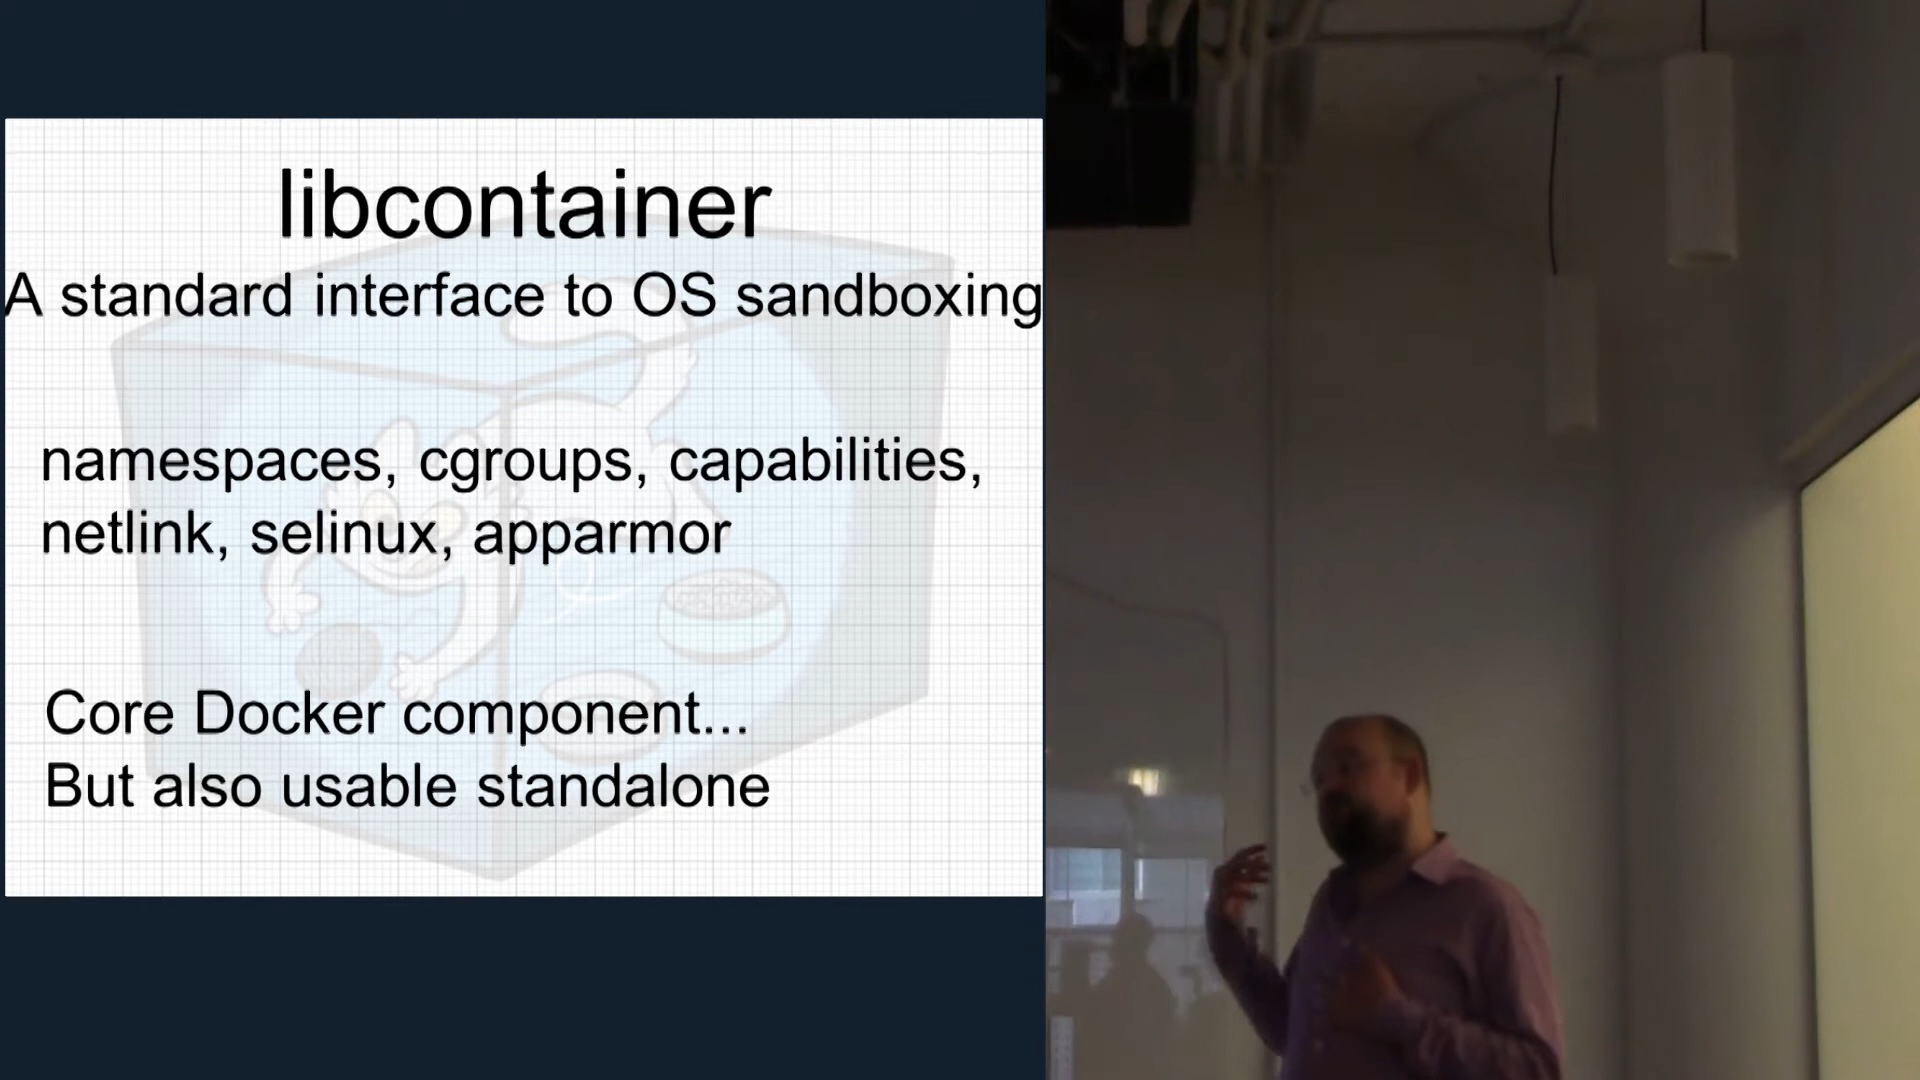 libcontainer
A standard interface to OS sandboxing
namespaces, cgroups, capabilities,
netlink, selinux, apparmor
Core Docker component...
But also usable standalone